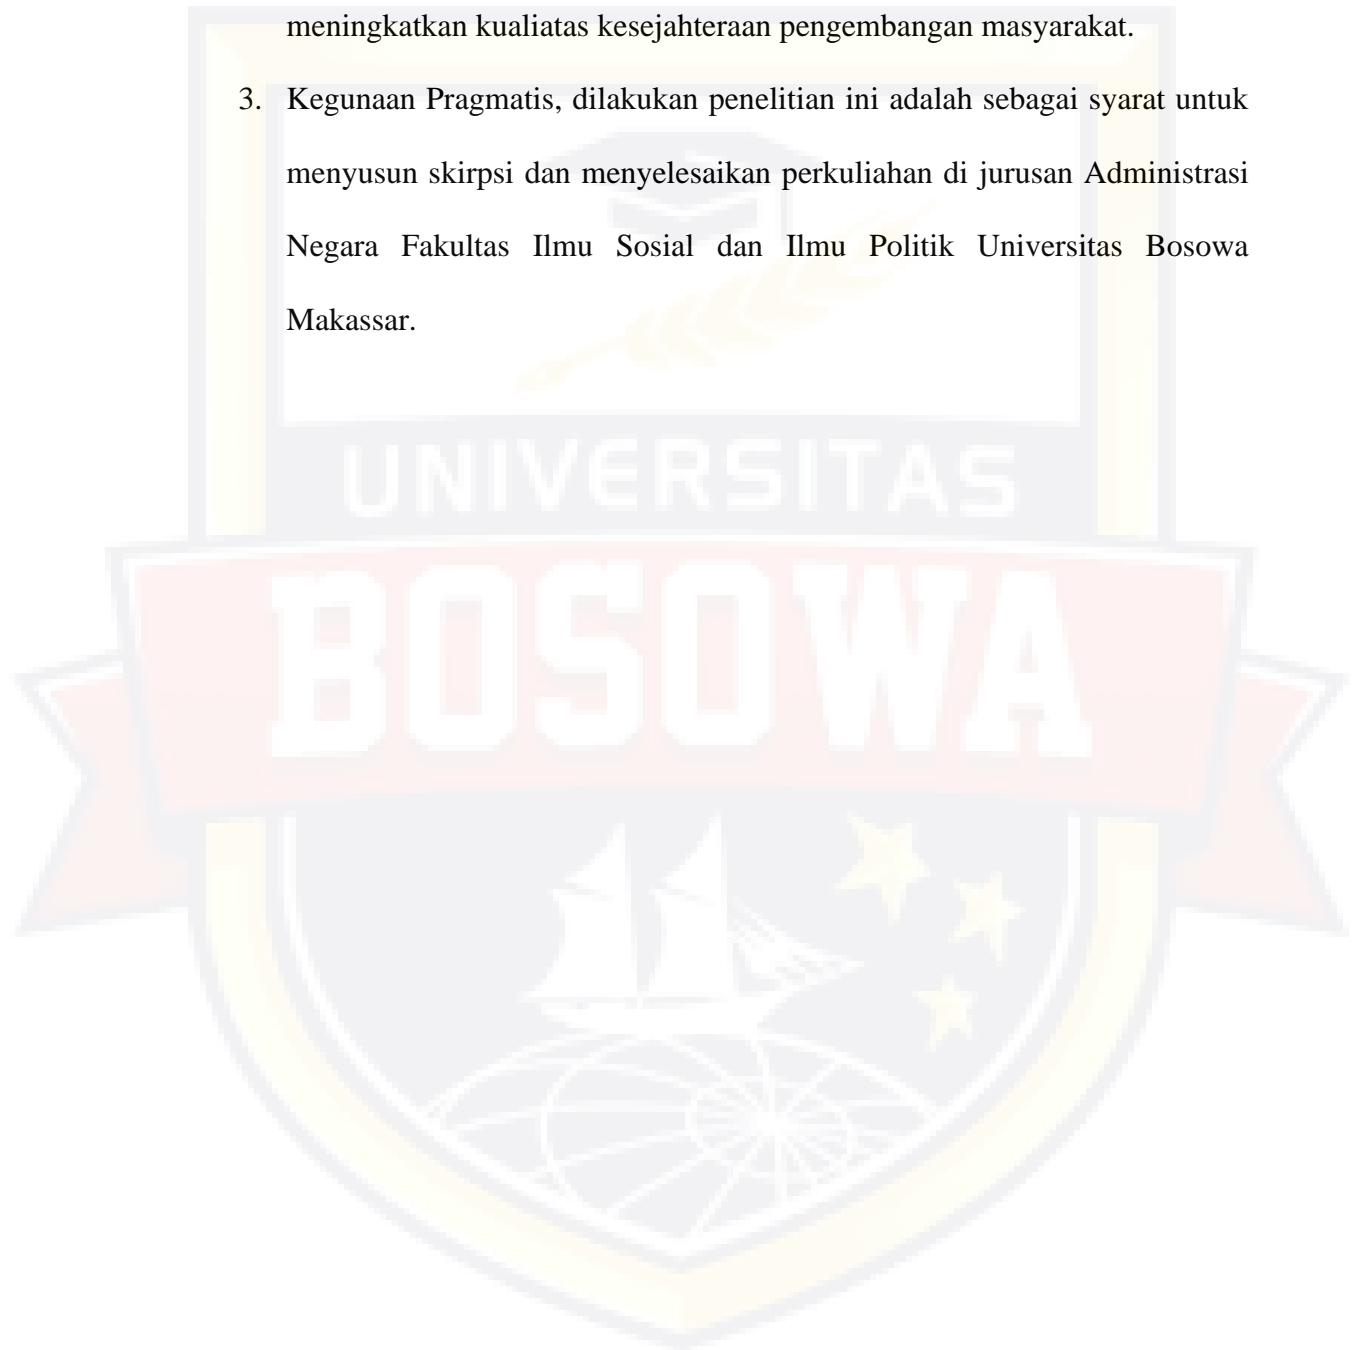 meningkatkan kualiatas kesejahteraan pengembangan masyarakat.
3. Kegunaan Pragmatis, dilakukan penelitian ini adalah sebagai syarat untuk
menyusun skirpsi dan menyelesaikan perkuliahan di jurusan Administrasi
Negara Fakultas Ilmu Sosial dan Ilmu Politik Universitas Bosowa
Makassar.
UNIVERSITAS
BOSOWA